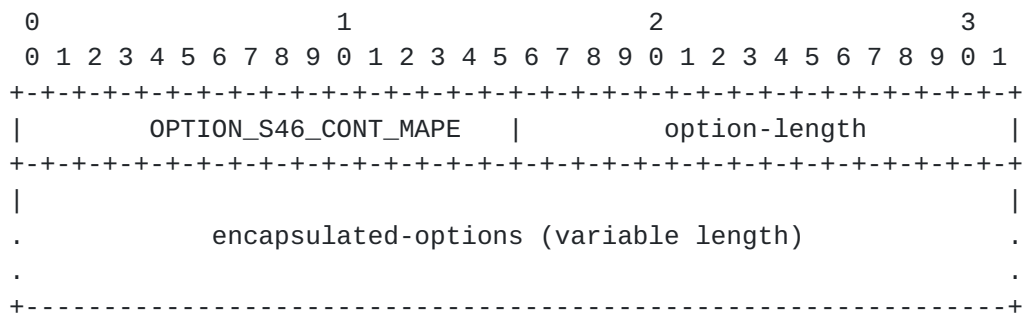 0                   1                   2                   3
 0 1 2 3 4 5 6 7 8 9 0 1 2 3 4 5 6 7 8 9 0 1 2 3 4 5 6 7 8 9 0 1
+-+-+-+-+-+-+-+-+-+-+-+-+-+-+-+-+-+-+-+-+-+-+-+-+-+-+-+-+-+-+-+-+
|        OPTION_S46_CONT_MAPE   |         option-length         |
+-+-+-+-+-+-+-+-+-+-+-+-+-+-+-+-+-+-+-+-+-+-+-+-+-+-+-+-+-+-+-+-+
|                                                               |
.            encapsulated-options (variable length)             .
.                                                               .
+---------------------------------------------------------------+